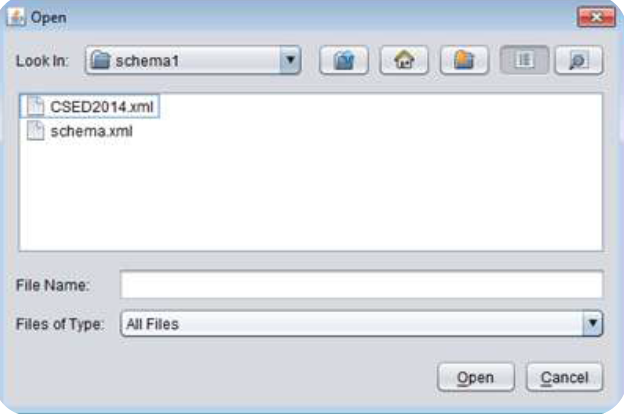 Open
Look In: schema1
CSED2014.xml
schema.xml
File Name:
Files of Type: All Files
Open Cancel